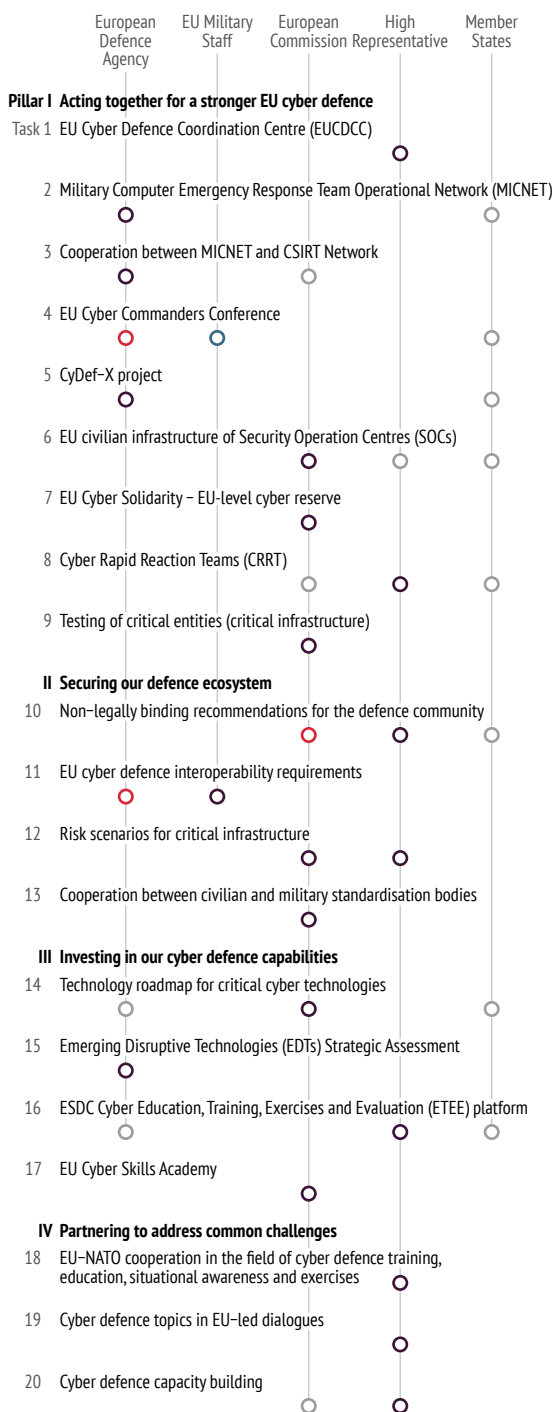 European Defence Agency
EU Military Staff
European Commission
High Representative
Member States
Pillar I Acting together for a stronger EU cyber defence
Task 1 EU Cyber Defence Coordination Centre (EUCDCC)
2 Military Computer Emergency Response Team Operational Network (MICNET)
3 Cooperation between MICNET and CSIRT Network
4 EU Cyber Commanders Conference
5 CyDef–X project
6 EU civilian infrastructure of Security Operation Centres (SOCs)
7 EU Cyber Solidarity – EU-level cyber reserve
8 Cyber Rapid Reaction Teams (CRRT)
9 Testing of critical entities (critical infrastructure)
II Securing our defence ecosystem
10 Non–legally binding recommendations for the defence community
11 EU cyber defence interoperability requirements
12 Risk scenarios for critical infrastructure
13 Cooperation between civilian and military standardisation bodies
III Investing in our cyber defence capabilities
14 Technology roadmap for critical cyber technologies
15 Emerging Disruptive Technologies (EDTs) Strategic Assessment
16 ESDC Cyber Education, Training, Exercises and Evaluation (ETEE) platform
17 EU Cyber Skills Academy
IV Partnering to address common challenges
18 EU–NATO cooperation in the field of cyber defence training,
education, situational awareness and exercises
19 Cyber defence topics in EU–led dialogues
20 Cyber defence capacity building